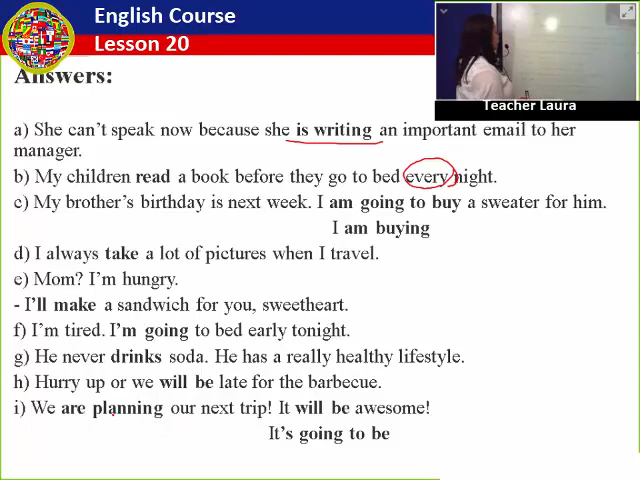 English Course
Lesson 20
Teacher Laura
Answers:
a) She can't speak now because she is writing an important email to her
manager.
b) My children read a book before they go to bed every night.
c) My brother's birthday is next week. I am going to buy a sweater for him.
I am buying
d) I always take a lot of pictures when I travel.
e) Mom? I'm hungry.
- I'll make a sandwich for you, sweetheart.
f) I'm tired. I'm going to bed early tonight.
g) He never drinks soda. He has a really healthy lifestyle.
h) Hurry up or we will be late for the barbecue.
i) We are planning our next trip! It will be awesome!
It's going to be